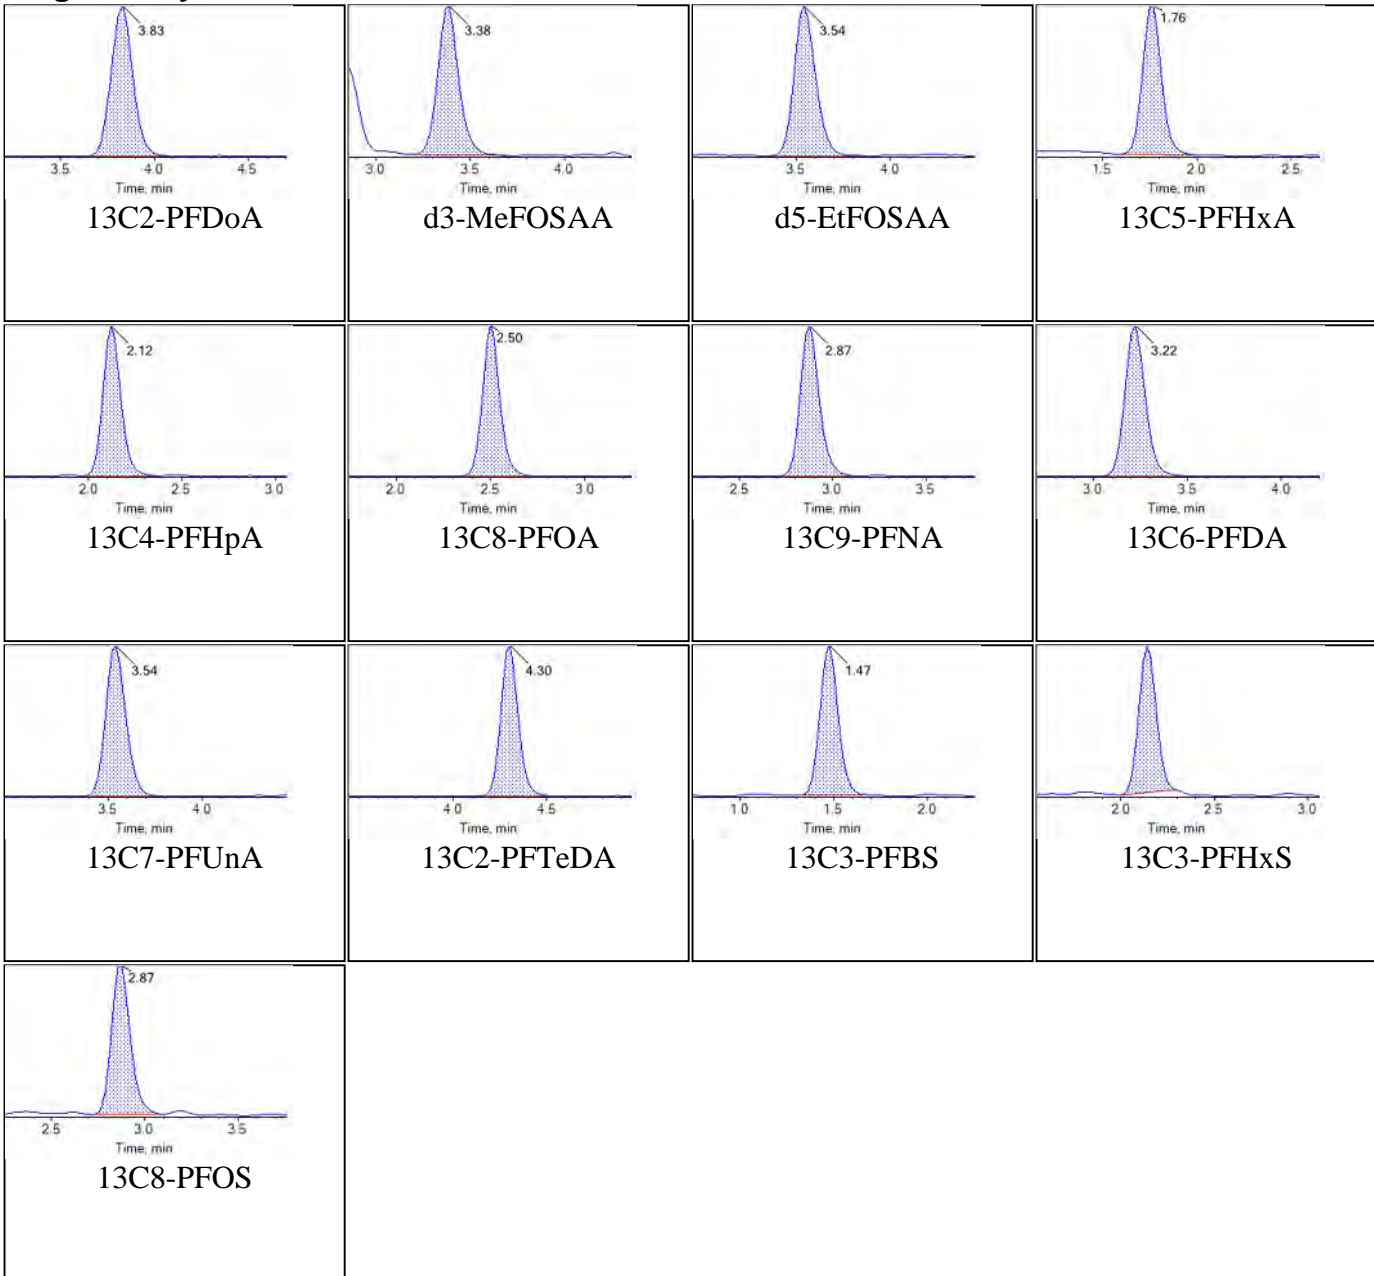 3.83
3.5 4.0 4.5
Time, min
13C2-PFDoA
3.38
3.0 3.5 4.0
Time, min
d3-MeFOSAA
3.54
3.5 4.0
Time, min
d5-EtFOSAA
1.76
1.5 2.0 2.5
Time, min
13C5-PFHxA
2.12
2.0 2.5 3.0
Time, min
13C4-PFHpA
2.50
2.0 2.5 3.0
Time, min
13C8-PFOA
2.87
2.5 3.0 3.5
Time, min
13C9-PFNA
3.22
3.0 3.5 4.0
Time, min
13C6-PFDA
3.54
3.5 4.0
Time, min
13C7-PFUnA
4.30
4.0 4.5
Time, min
13C2-PFTeDA
1.47
1.0 1.5 2.0
Time, min
13C3-PFBS
2.0 2.5 3.0
Time, min
13C3-PFHxS
2.87
2.5 3.0 3.5
Time, min
13C8-PFOS